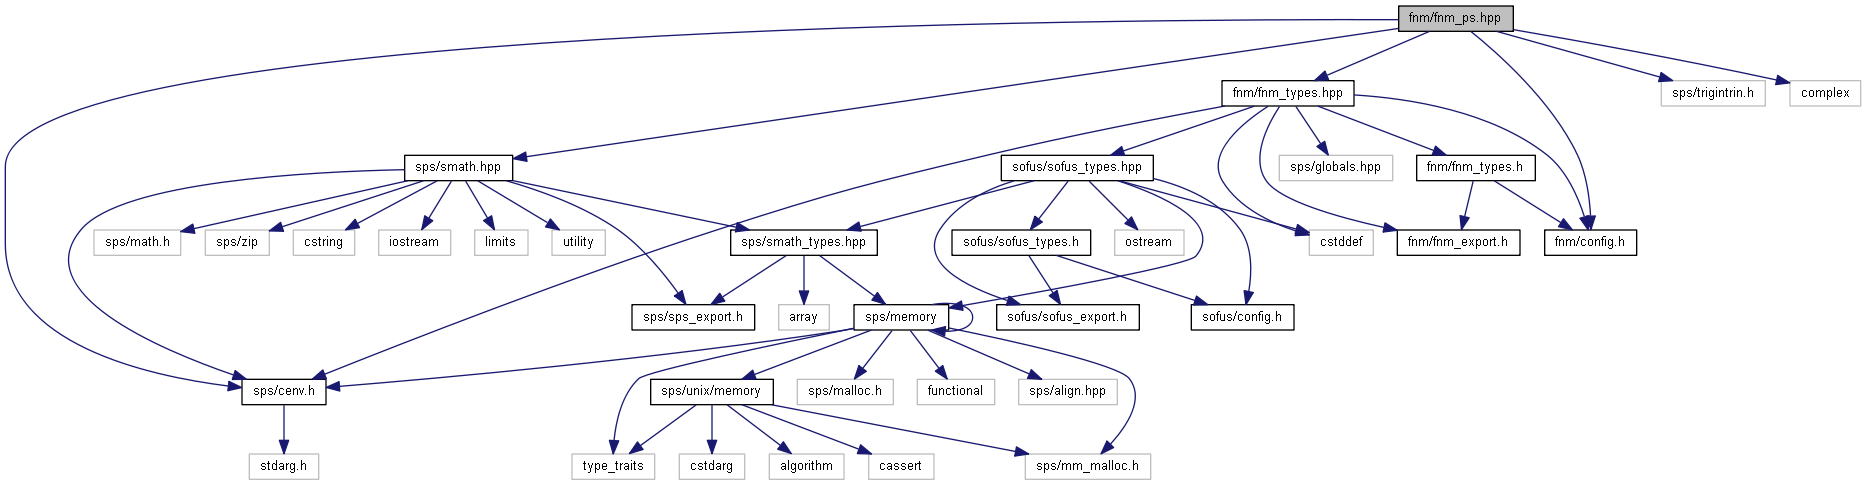 fnm/fnm_ps.hpp
fnm/fnm_types.hpp
sps/trigintrin.h
complex
sps/smath.hpp
sofus/sofus_types.hpp
sps/globals.hpp
fnm/fnm_types.h
sps/math.h
sps/zip
cstring
iostream
limits
utility
sps/smath_types.hpp
sofus/sofus_types.h
ostream
cstddef
fnm/fnm_export.h
fnm/config.h
sps/sps_export.h
array
sps/memory
sofus/sofus_export.h
sofus/config.h
sps/cenv.h
sps/unix/memory
sps/malloc.h
functional
sps/align.hpp
stdarg.h
type_traits
cstdarg
algorithm
cassert
sps/mm_malloc.h